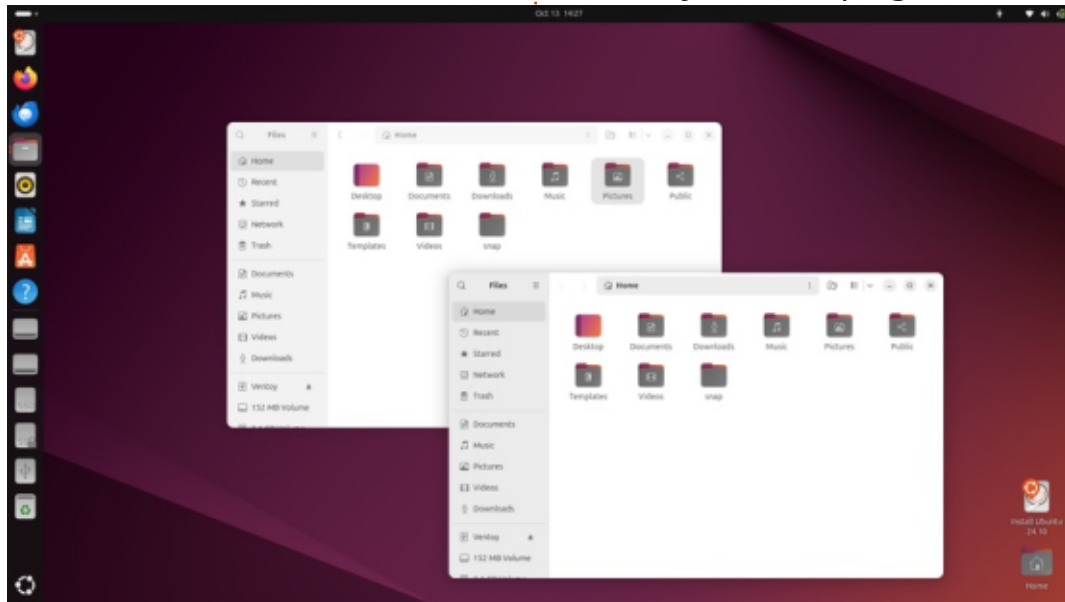 Oct 13 14:27
Files
Home
Home
Recent
Starred
Network
Trash
Documents
Music
Pictures
Videos
Downloads
Ventoy
152 MB Volume
Desktop
Documents
Downloads
Music
Pictures
Public
Templates
Videos
snap
Files
Home
Home
Recent
Starred
Network
Trash
Documents
Music
Pictures
Videos
Downloads
Ventoy
152 MB Volume
Desktop
Documents
Downloads
Music
Pictures
Public
Templates
Videos
snap
Install Ubuntu
24.10
Home